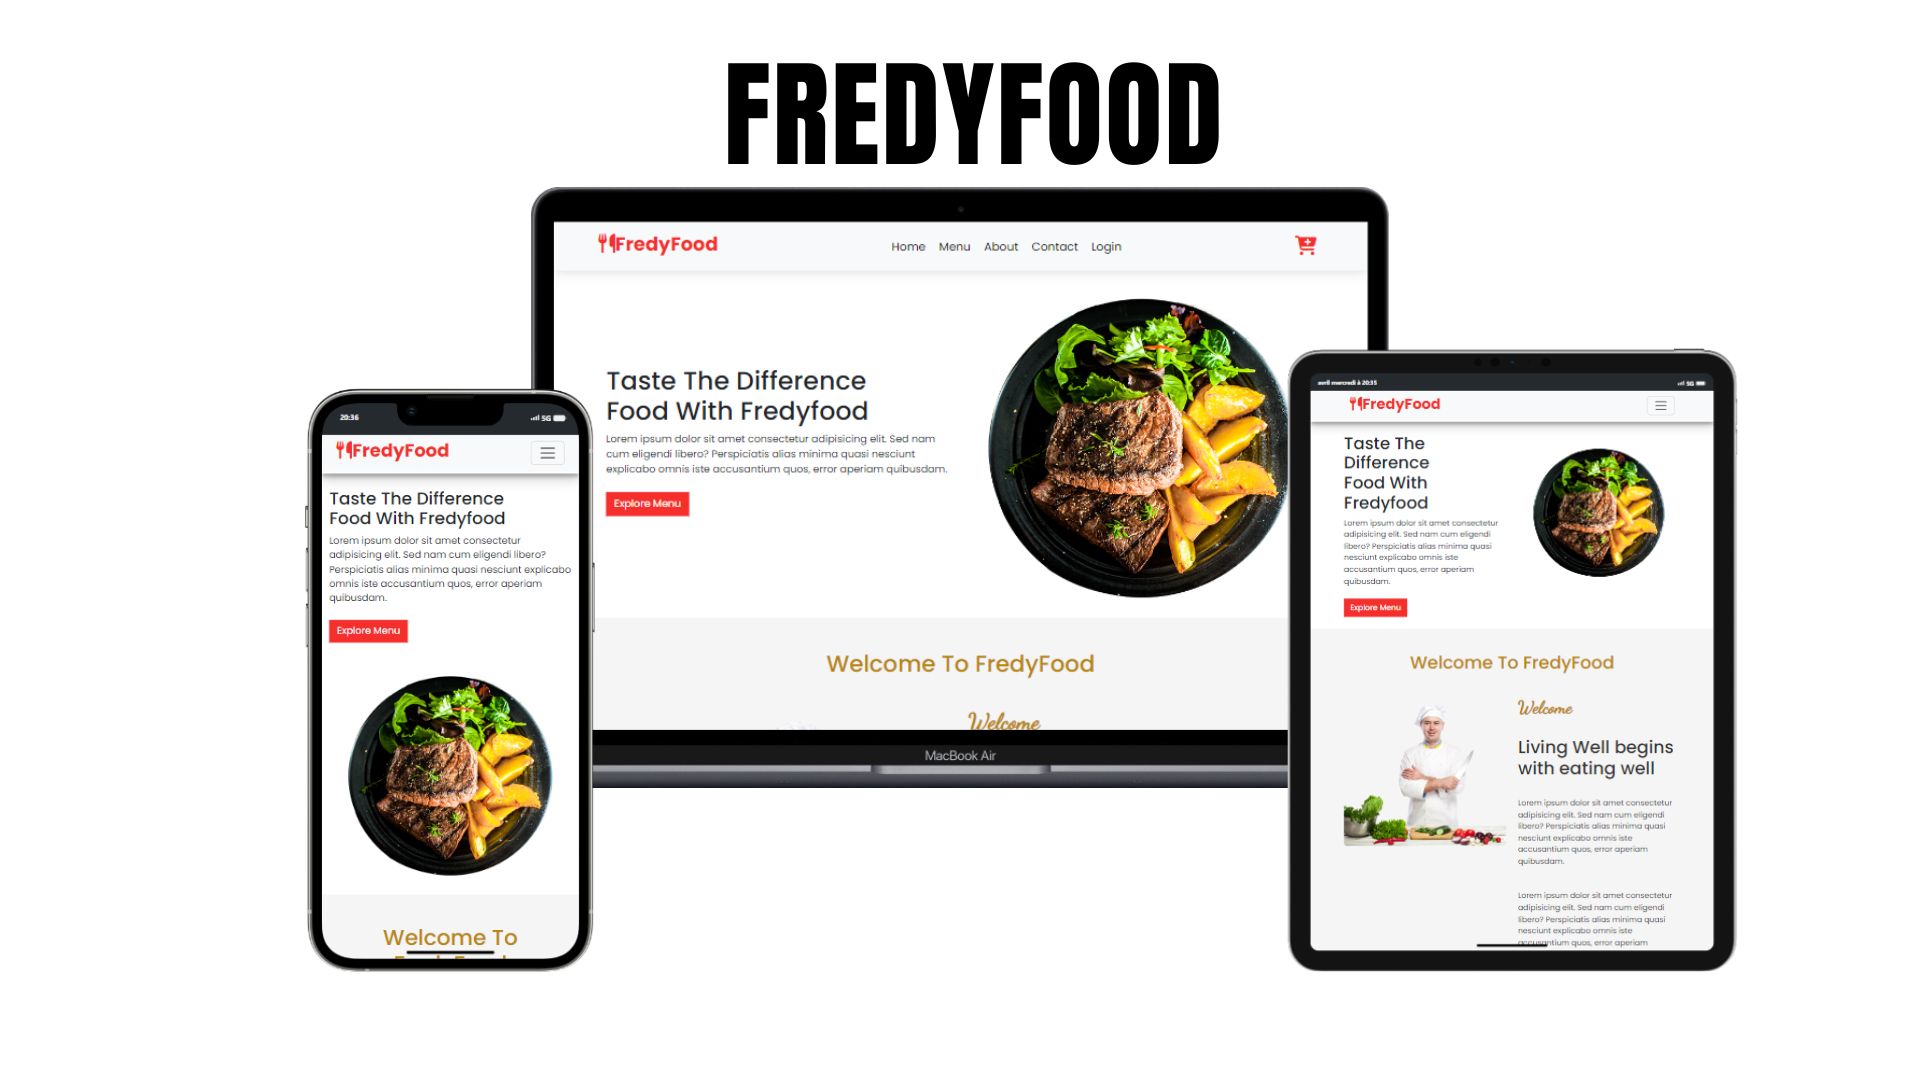 FREDYFOOD
FredyFood
Home Menu About Contact Login
Taste The Difference
Food With Fredyfood
Lorem ipsum dolor sit amet consectetur adipisicing elit. Sed nam
cum eligendi libero? Perspiciatis alias minima quasi nesciunt
explicabo omnis iste accusantium quos, error aperiam quibusdam.
Explore Menu
Welcome To FredyFood
Welcome
MacBook Air
20:36
5G
FredyFood
Taste The Difference
Food With Fredyfood
Lorem ipsum dolor sit amet consectetur
adipisicing elit. Sed nam cum eligendi libero?
Perspiciatis alias minima quasi nesciunt explicabo
omnis iste accusantium quos, error aperiam
quibusdam.
Explore Menu
Welcome To
avril mercredi à 20:35
5G
FredyFood
Taste The
Difference
Food With
Fredyfood
Lorem ipsum dolor sit amet consectetur
adipisicing elit. Sed nam cum eligendi
libero? Perspiciatis alias minima quasi
nesciunt explicabo omnis iste
accusantium quos, error aperiam
quibusdam.
Explore Menu
Welcome To FredyFood
Welcome
Living Well begins
with eating well
Lorem ipsum dolor sit amet consectetur
adipisicing elit. Sed nam cum eligendi
libero? Perspiciatis alias minima quasi
nesciunt explicabo omnis iste
accusantium quos, error aperiam
quibusdam.
Lorem ipsum dolor sit amet consectetur
adipisicing elit. Sed nam cum eligendi
libero? Perspiciatis alias minima quasi
nesciunt explicabo omnis iste
accusantium quos, error aperiam